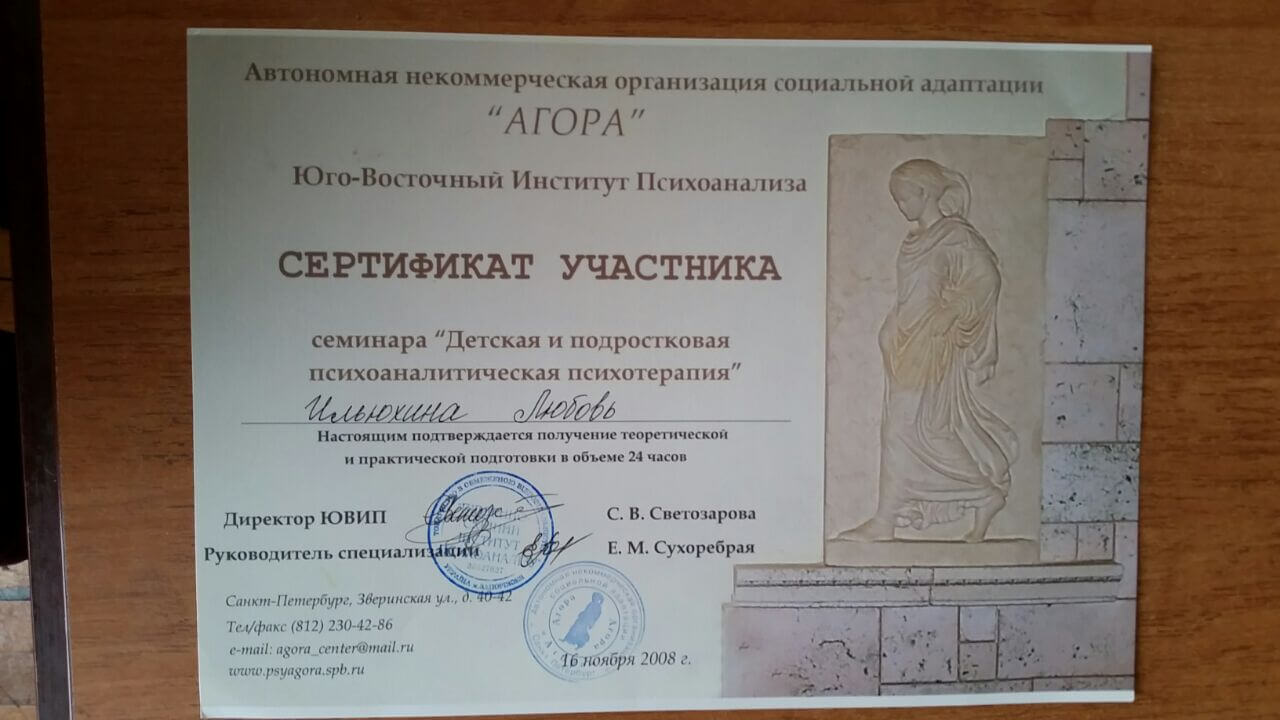 Автономная некоммерческая организация социальной адаптации
“АГОРА”
Юго-Восточный Институт Психоанализа
СЕРТИФИКАТ УЧАСТНИКА
семинара “Детская и подростковая
психоаналитическая психотерапия”
Ильюхина Любовь
Настоящим подтверждается получение теоретической
и практической подготовки в объеме 24 часов
Директор ЮВИП С. В. Светозарова
Руководитель специализации Е. М. Сухоребрая
Санкт-Петербург, Зверинская ул., д. 40-42
Тел/факс (812) 230-42-86
e-mail: agora_center@mail.ru
www.psyagora.spb.ru
16 ноября 2008 г.